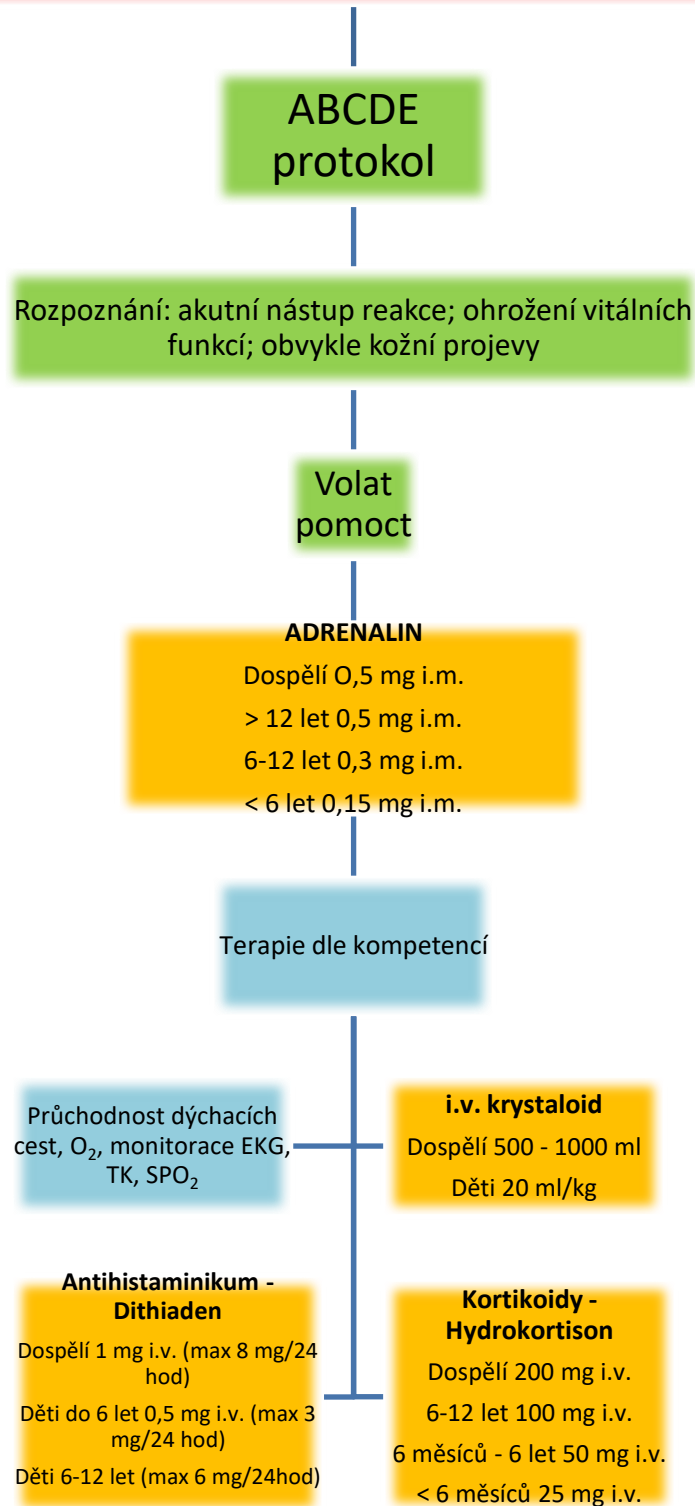 ABCDE
protokol
Rozpoznání: akutní nástup reakce; ohrožení vitálních
funkcí; obvykle kožní projevy
Volat
pomoct
ADRENALIN
Dospělí O,5 mg i.m.
> 12 let 0,5 mg i.m.
6-12 let 0,3 mg i.m.
< 6 let 0,15 mg i.m.
Terapie dle kompetencí
Průchodnost dýchacích
cest, O₂, monitorace EKG,
TK, SPO₂
i.v. krystaloid
Dospělí 500 - 1000 ml
Děti 20 ml/kg
Antihistaminikum -
Dithiaden
Dospělí 1 mg i.v. (max 8 mg/24
hod)
Děti do 6 let 0,5 mg i.v. (max 3
mg/24 hod)
Děti 6-12 let (max 6 mg/24hod)
Kortikoidy -
Hydrokortison
Dospělí 200 mg i.v.
6-12 let 100 mg i.v.
6 měsíců - 6 let 50 mg i.v.
< 6 měsíců 25 mg i.v.